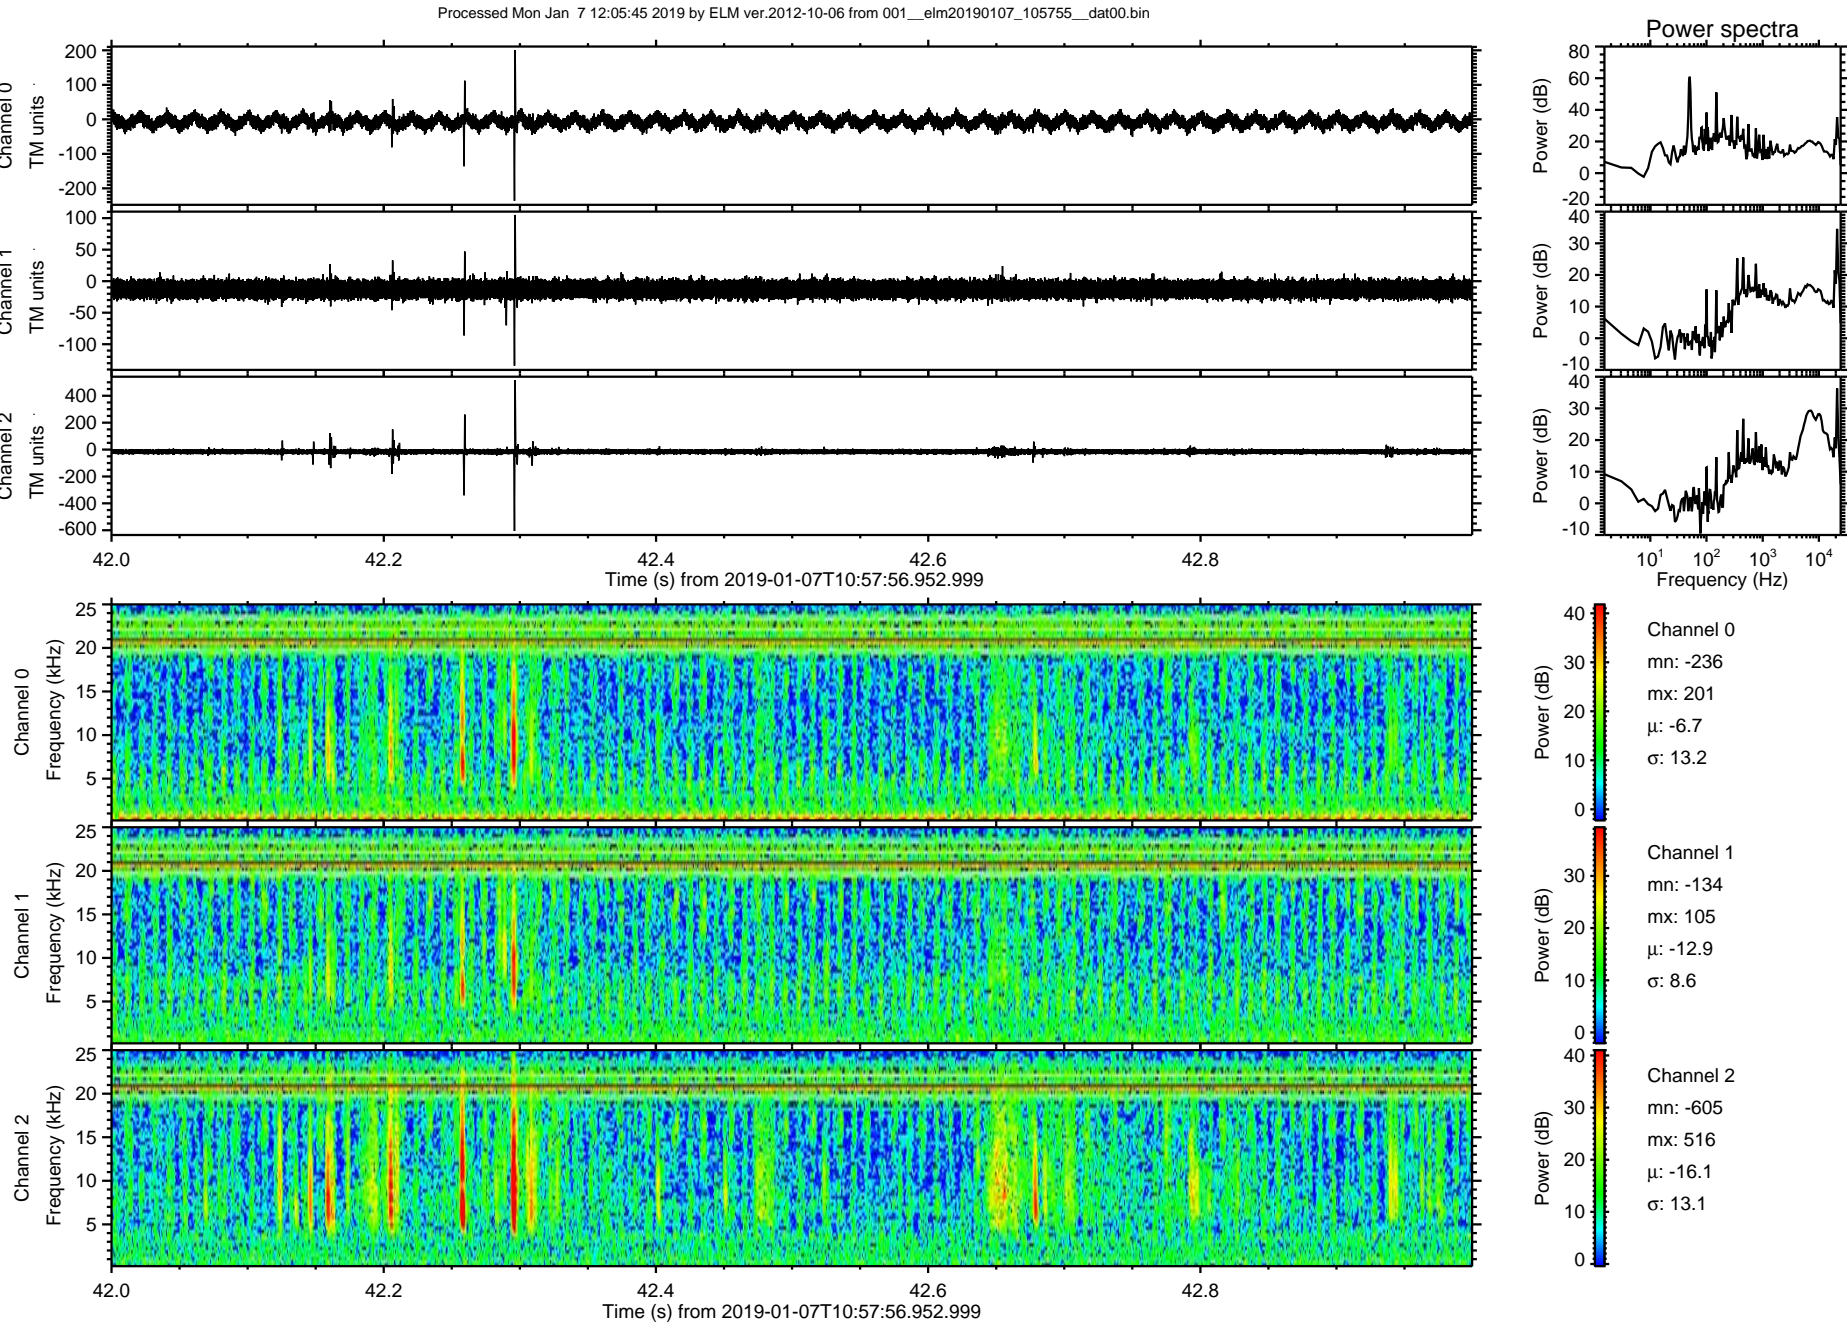 Processed Mon Jan  7 12:05:45 2019 by ELM ver.2012-10-06 from 001__elm20190107_105755__dat00.bin
Power spectra
Channel 0
TM units
200
100
0
-100
-200
Power (dB)
80
60
40
20
0
-20
Channel 1
TM units
100
50
0
-50
-100
Power (dB)
40
30
20
10
0
-10
Channel 2
TM units
400
200
0
-200
-400
-600
Power (dB)
40
30
20
10
0
-10
42.0 42.2 42.4 42.6 42.8
Time (s) from 2019-01-07T10:57:56.952.999
10¹ 10² 10³ 10⁴
Frequency (Hz)
Channel 0
Frequency (kHz)
25
20
15
10
5
Power (dB)
40
30
20
10
0
Channel 0
mn: -236
mx: 201
μ: -6.7
σ: 13.2
Channel 1
Frequency (kHz)
25
20
15
10
5
Power (dB)
30
20
10
0
Channel 1
mn: -134
mx: 105
μ: -12.9
σ: 8.6
Channel 2
Frequency (kHz)
25
20
15
10
5
Power (dB)
40
30
20
10
0
Channel 2
mn: -605
mx: 516
μ: -16.1
σ: 13.1
42.0 42.2 42.4 42.6 42.8
Time (s) from 2019-01-07T10:57:56.952.999